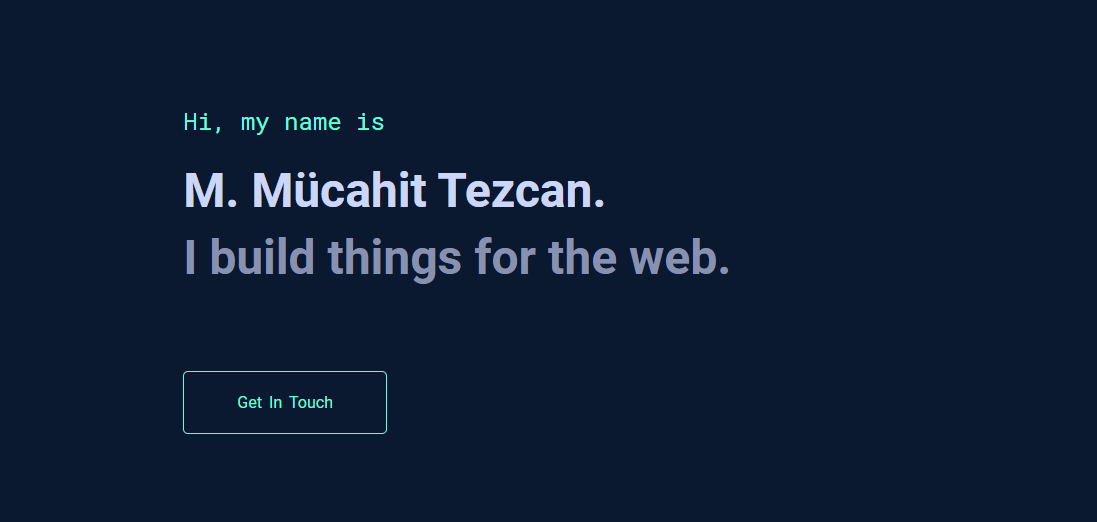 Hi, my name is
M. Mücahit Tezcan.
I build things for the web.
Get In Touch